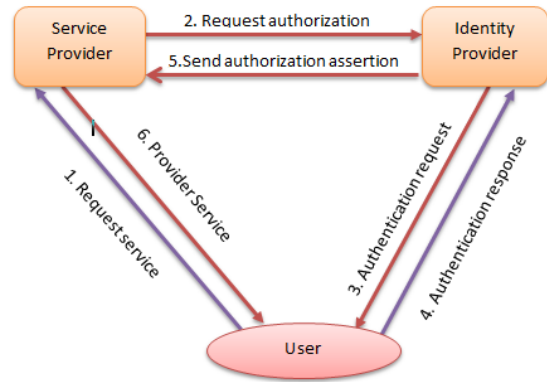 Service
Provider
2. Request authorization
Identity
Provider
5.Send authorization assertion
1. Request service
6. Provider Service
3. Authentication request
4. Authentication response
User